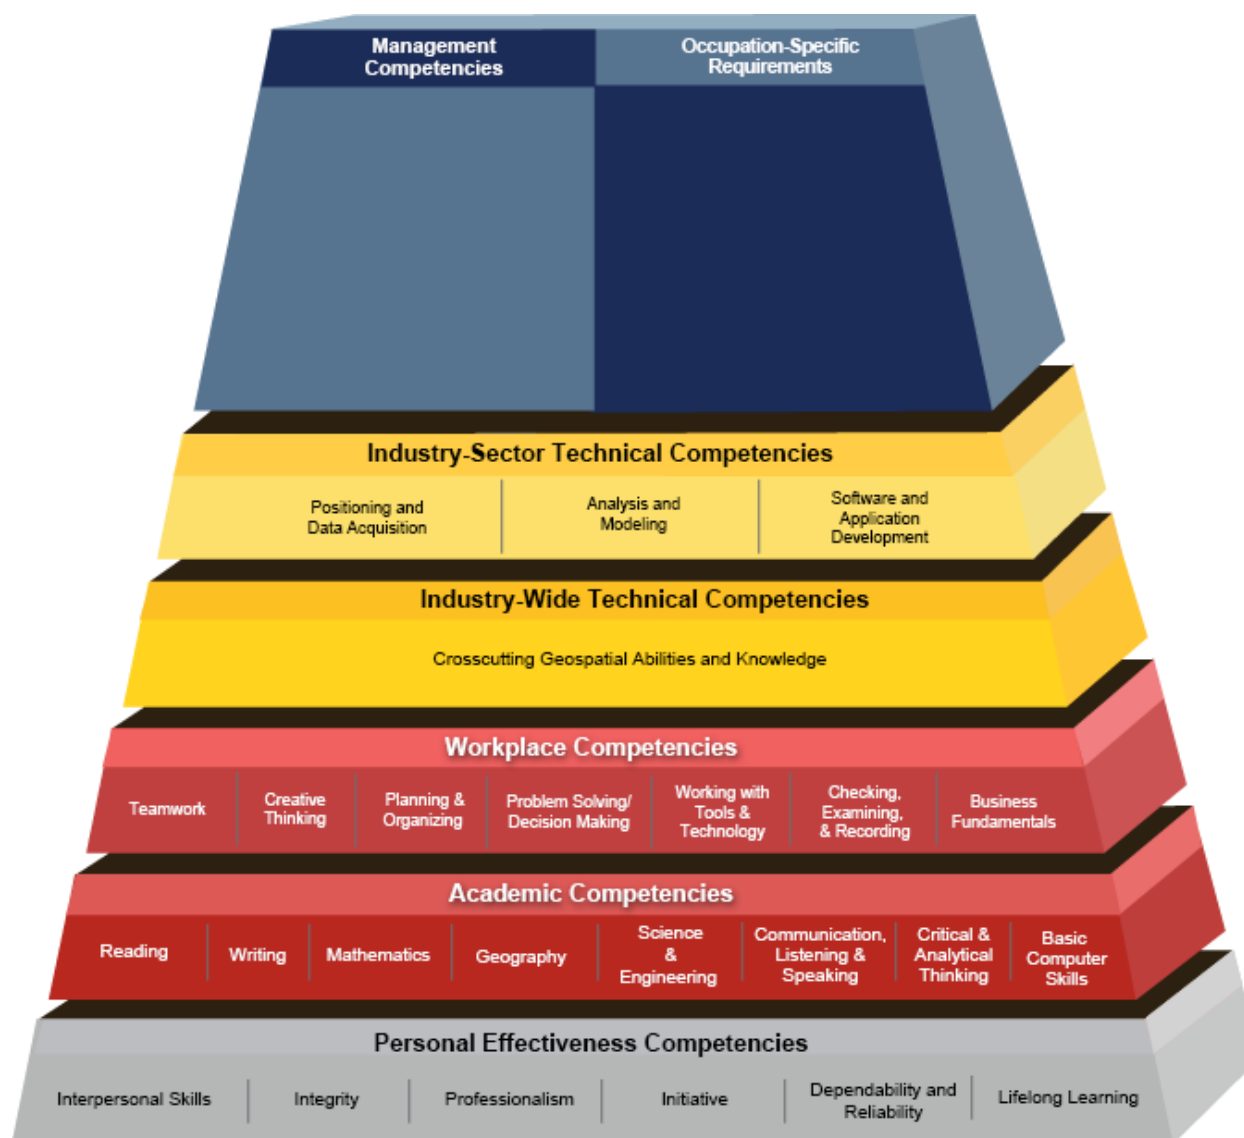 Management
Competencies
Occupation-Specific
Requirements
Industry-Sector Technical Competencies
Positioning and
Data Acquisition
Analysis and
Modeling
Software and
Application
Development
Industry-Wide Technical Competencies
Crosscutting Geospatial Abilities and Knowledge
Workplace Competencies
Teamwork
Creative
Thinking
Planning &
Organizing
Problem Solving/
Decision Making
Working with
Tools &
Technology
Checking,
Examining,
& Recording
Business
Fundamentals
Academic Competencies
Reading
Writing
Mathematics
Geography
Science
&
Engineering
Communication,
Listening &
Speaking
Critical &
Analytical
Thinking
Basic
Computer
Skills
Personal Effectiveness Competencies
Interpersonal Skills
Integrity
Professionalism
Initiative
Dependability and
Reliability
Lifelong Learning